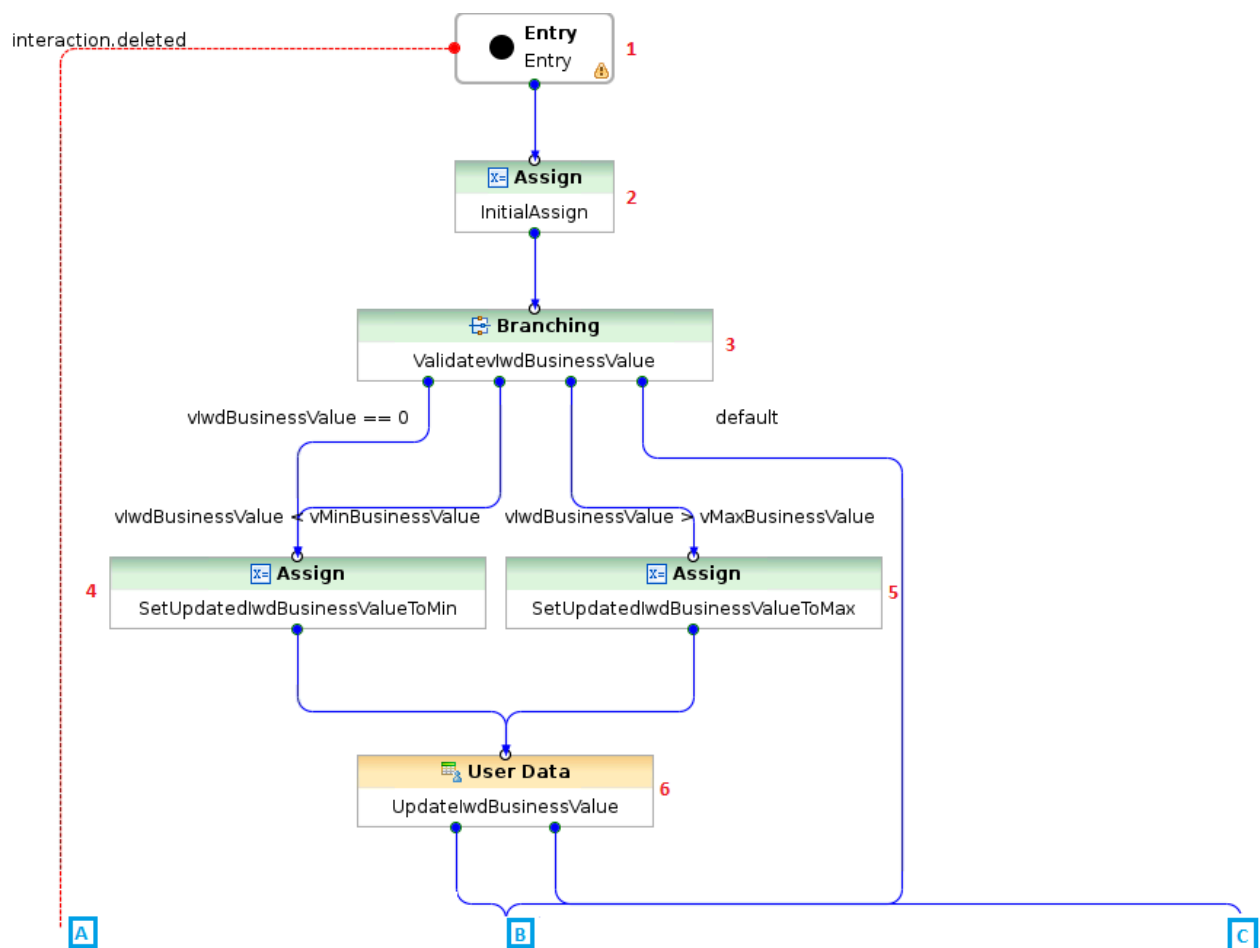 interaction.deleted
Entry
Entry
1
X= Assign
InitialAssign
2
Branching
ValidatevIwdBusinessValue
3
vIwdBusinessValue == 0
default
vIwdBusinessValue < vMinBusinessValue
vIwdBusinessValue > vMaxBusinessValue
4
X= Assign
SetUpdatedIwdBusinessValueToMin
X= Assign
SetUpdatedIwdBusinessValueToMax
5
User Data
UpdateIwdBusinessValue
6
A
B
C